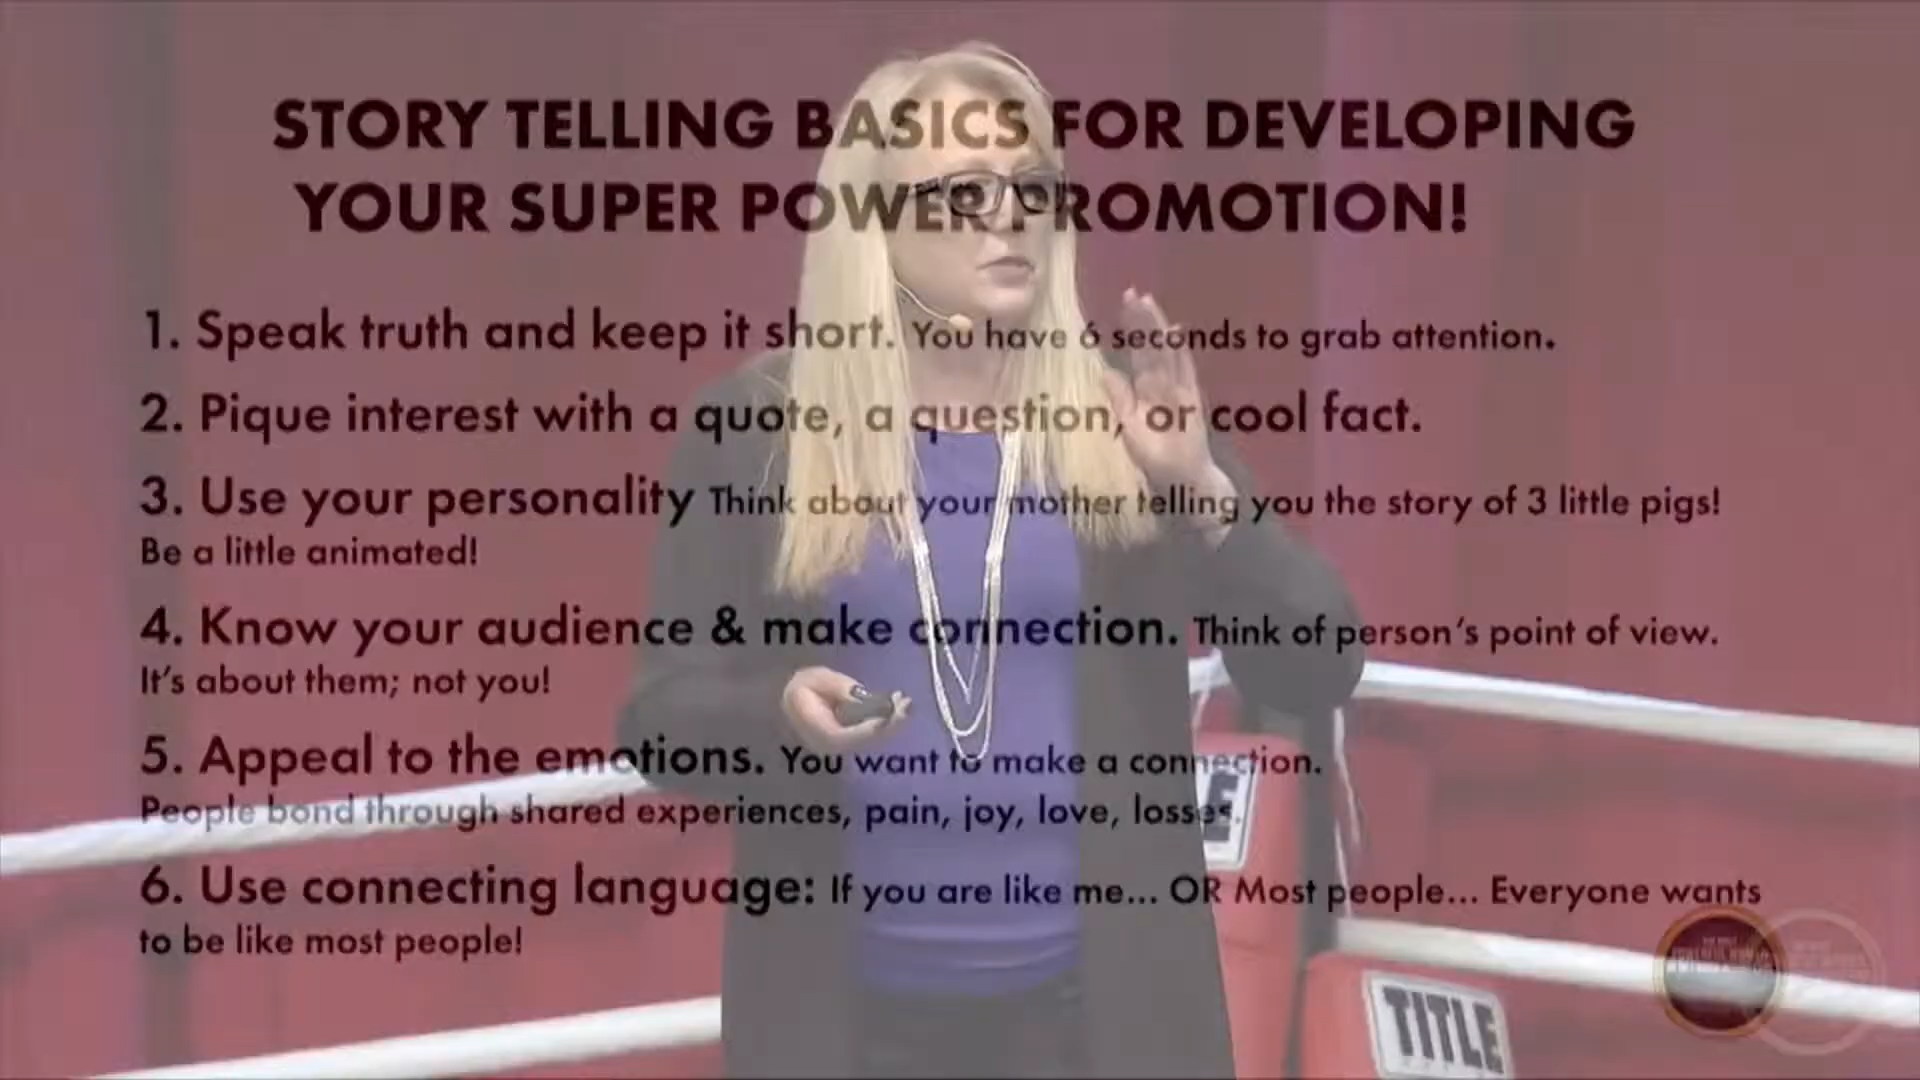 STORY TELLING BASICS FOR DEVELOPING
YOUR SUPER POWER PROMOTION!
1. Speak truth and keep it short. You have 6 seconds to grab attention.
2. Pique interest with a quote, a question, or cool fact.
3. Use your personality Think about your mother telling you the story of 3 little pigs!
Be a little animated!
4. Know your audience & make connection. Think of person's point of view.
It's about them; not you!
5. Appeal to the emotions. You want to make a connection.
People bond through shared experiences, pain, joy, love, losses.
6. Use connecting language: If you are like me... OR Most people... Everyone wants
to be like most people!
TITLE